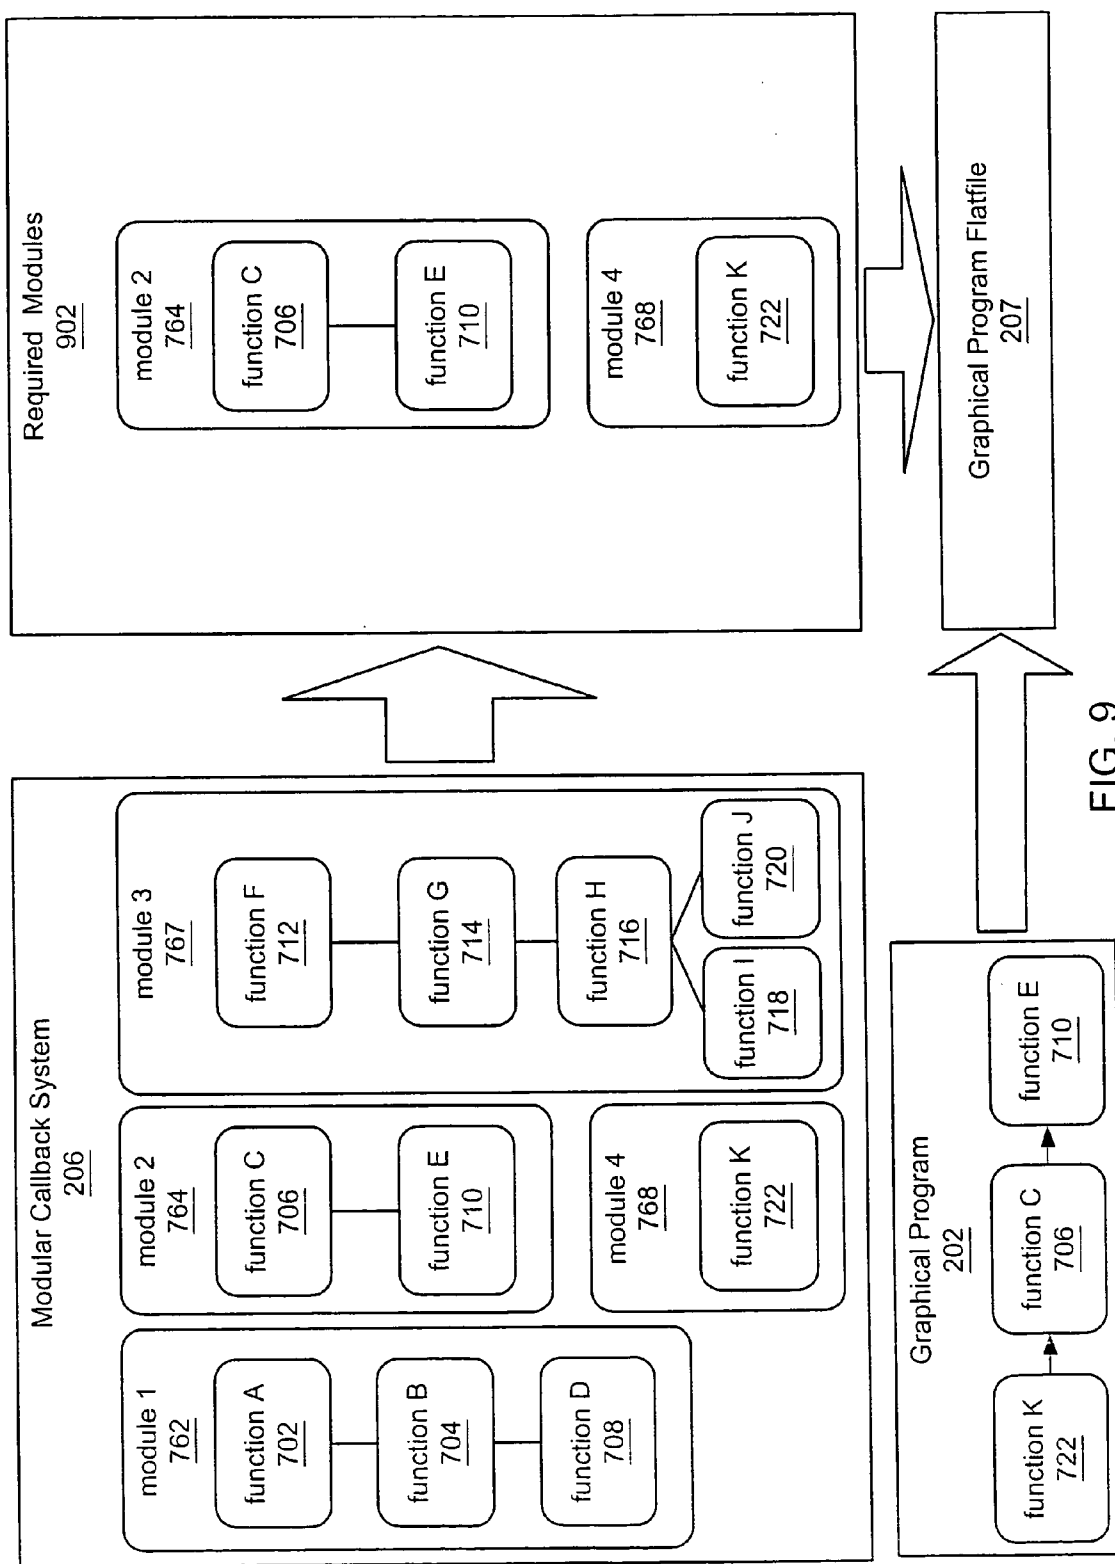 Modular Callback System
206
module 1
762
function A
702
function B
704
function D
708
module 2
764
function C
706
function E
710
module 4
768
function K
722
module 3
767
function F
712
function G
714
function H
716
function I
718
function J
720
Required Modules
902
module 2
764
function C
706
function E
710
module 4
768
function K
722
Graphical Program
202
function K
722
function C
706
function E
710
Graphical Program Flatfile
207
FIG. 9